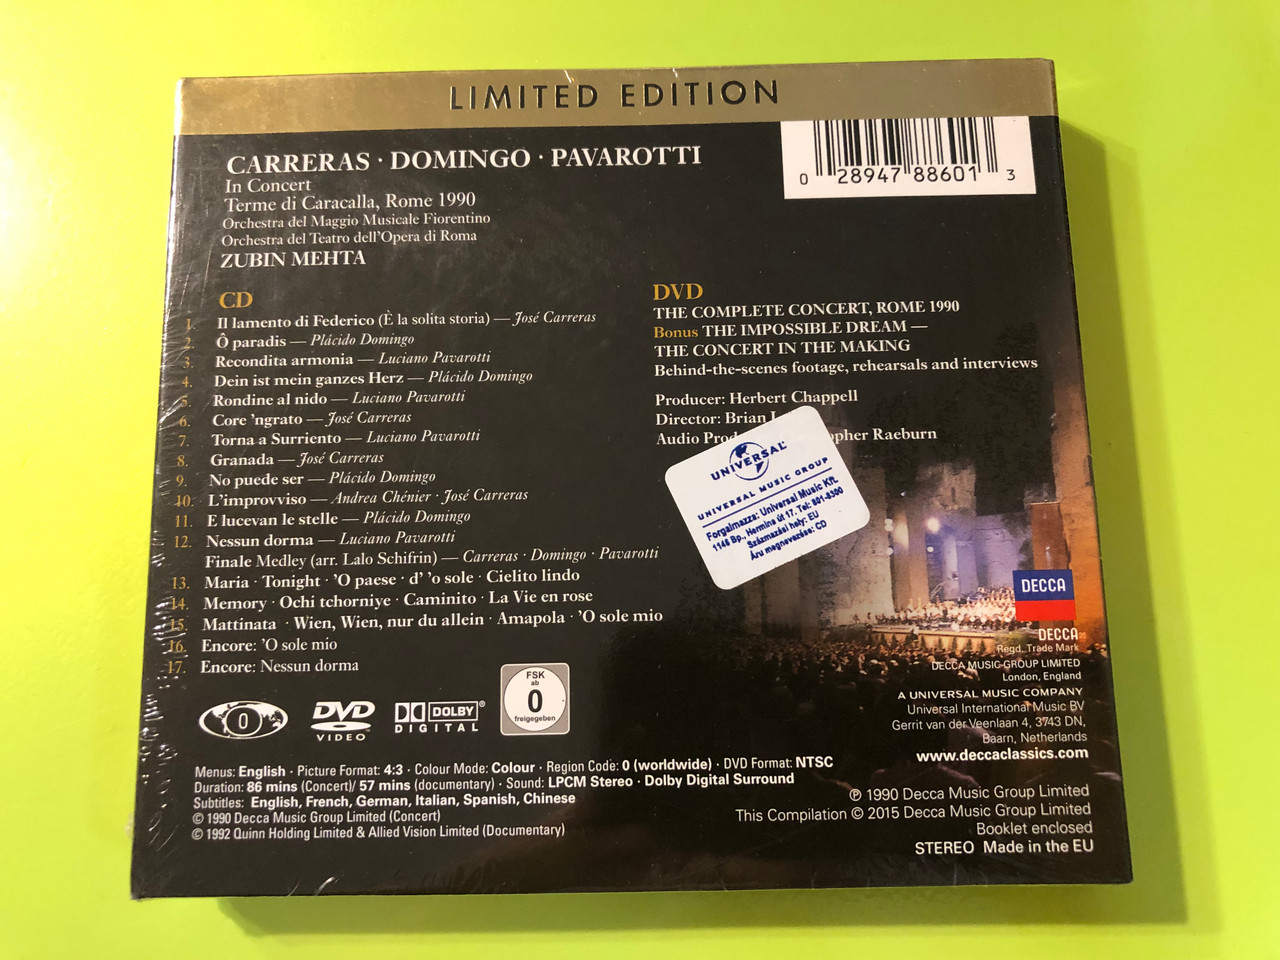 LIMITED EDITION
CARRERAS · DOMINGO · PAVAROTTI
In Concert
Terme di Caracalla, Rome 1990
Orchestra del Maggio Musicale Fiorentino
Orchestra del Teatro dell'Opera di Roma
ZUBIN MEHTA
0 28947 88601 3
CD
1. Il lamento di Federico (È la solita storia) — José Carreras
2. Ô paradis — Plácido Domingo
3. Recondita armonia — Luciano Pavarotti
4. Dein ist mein ganzes Herz — Plácido Domingo
5. Rondine al nido — Luciano Pavarotti
6. Core 'ngrato — José Carreras
7. Torna a Surriento — Luciano Pavarotti
8. Granada — José Carreras
9. No puede ser — Plácido Domingo
10. L'improvviso — Andrea Chénier · José Carreras
11. E lucevan le stelle — Plácido Domingo
12. Nessun dorma — Luciano Pavarotti
Finale Medley (arr. Lalo Schifrin) — Carreras · Domingo · Pavarotti
13. Maria · Tonight · 'O paese · d' 'o sole · Cielito lindo
14. Memory · Ochi tchorniye · Caminito · La Vie en rose
15. Mattinata · Wien, Wien, nur du allein · Amapola · 'O sole mio
16. Encore: 'O sole mio
17. Encore: Nessun dorma
DVD
THE COMPLETE CONCERT, ROME 1990
Bonus THE IMPOSSIBLE DREAM —
THE CONCERT IN THE MAKING
Behind-the-scenes footage, rehearsals and interviews
Producer: Herbert Chappell
Director: Brian
Audio Raeburn
UNIVERSAL
UNIVERSAL MUSIC GROUP
Forgalmazza: Universal Music Kft.
1146 Bp., Hermina út 17. Tel: 801-8300
Származási hely: EU
Áru megnevezése: CD
DECCA
DECCA
Regd. Trade Mark
DECCA MUSIC GROUP LIMITED
London, England
A UNIVERSAL MUSIC COMPANY
Universal International Music BV
Gerrit van der Veenlaan 4, 3743 DN,
Baarn, Netherlands
www.deccaclassics.com
0
DVD
VIDEO
DOLBY
DIGITAL
FSK
ab
0
freigegeben
Menus: English · Picture Format: 4:3 · Colour Mode: Colour · Region Code: 0 (worldwide) · DVD Format: NTSC
Duration: 86 mins (Concert)/ 57 mins (documentary) · Sound: LPCM Stereo · Dolby Digital Surround
Subtitles: English, French, German, Italian, Spanish, Chinese
© 1990 Decca Music Group Limited (Concert)
© 1992 Quinn Holding Limited & Allied Vision Limited (Documentary)
℗ 1990 Decca Music Group Limited
This Compilation © 2015 Decca Music Group Limited
Booklet enclosed
STEREO Made in the EU